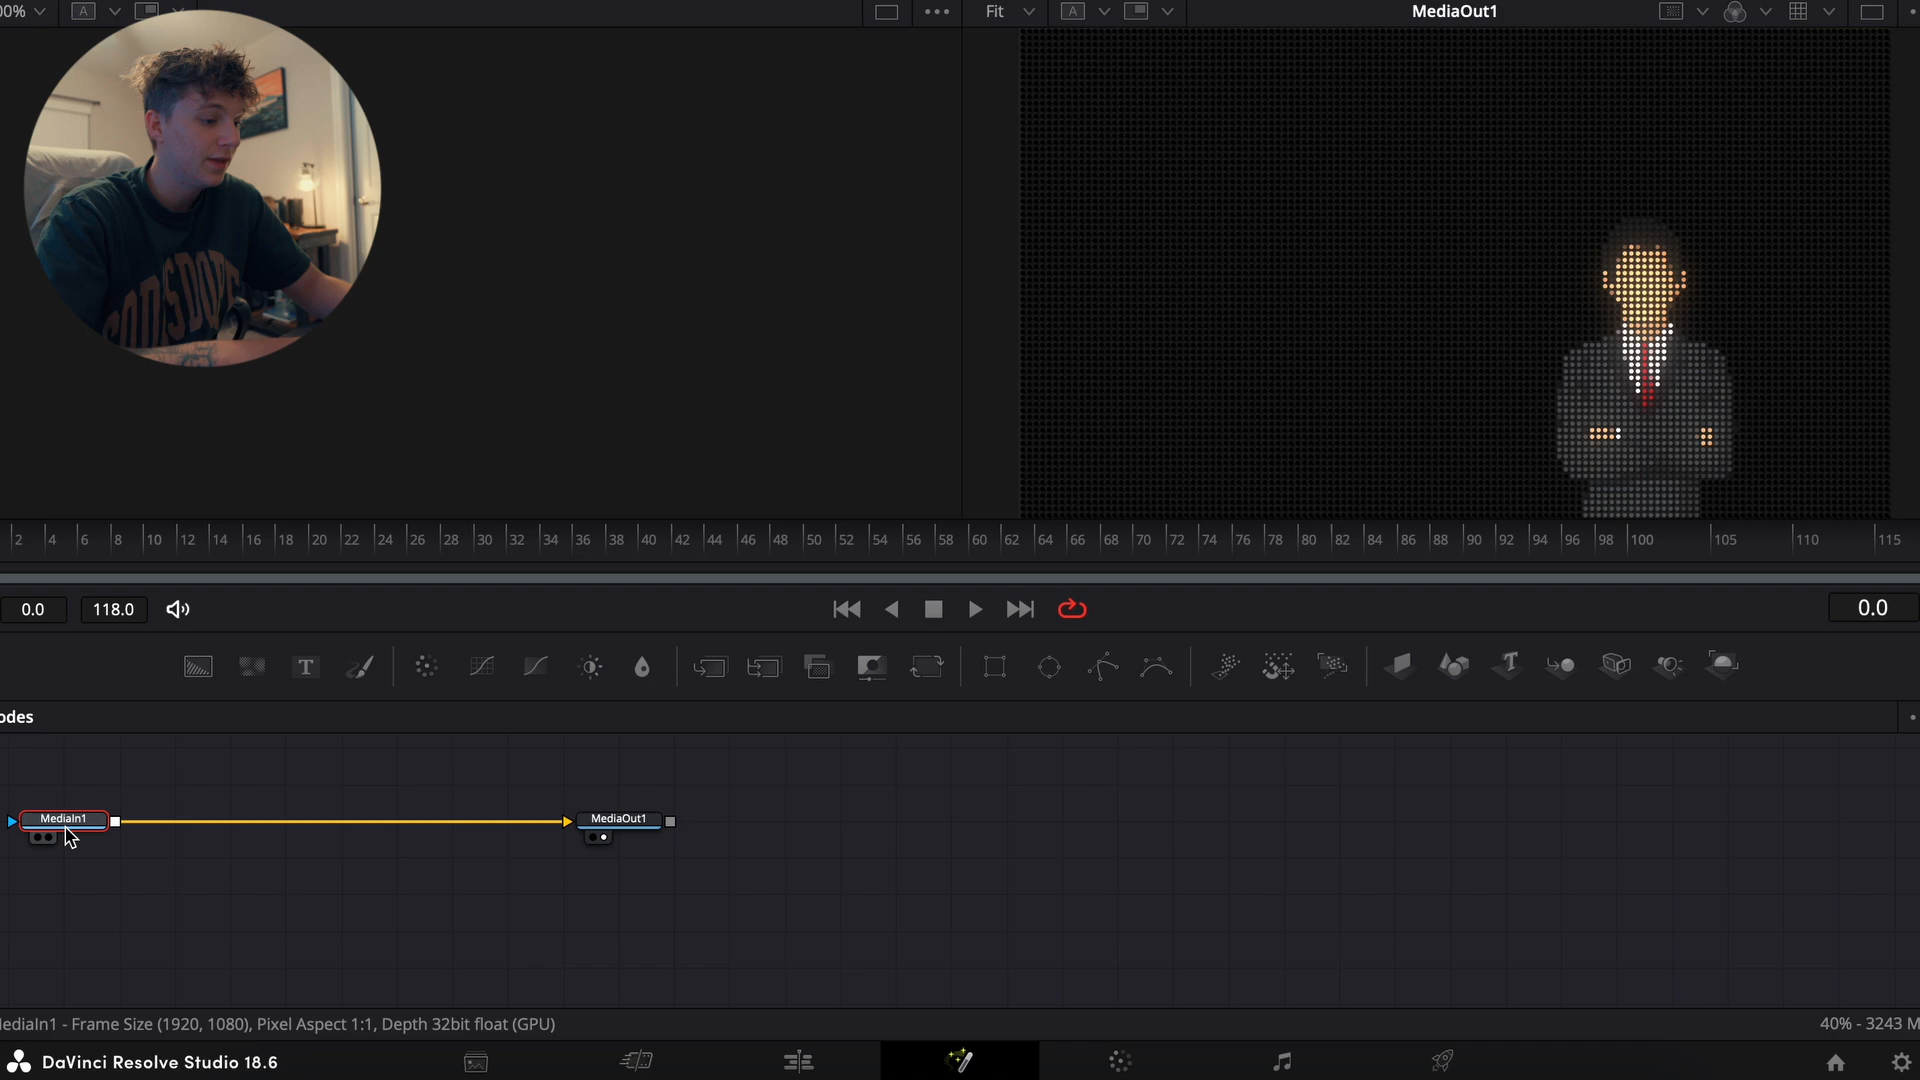 00%
A
Fit
A
MediaOut1
2 4 6 8 10 12 14 16 18 20 22 24 26 28 30 32 34 36 38 40 42 44 46 48 50 52 54 56 58 60 62 64 66 68 70 72 74 76 78 80 82 84 86 88 90 92 94 96 98 100 105 110 115
0.0
118.0
0.0
T
T
odes
MediaIn1
MediaOut1
ediaIn1 - Frame Size (1920, 1080), Pixel Aspect 1:1, Depth 32bit float (GPU)
40% - 3243 M
DaVinci Resolve Studio 18.6